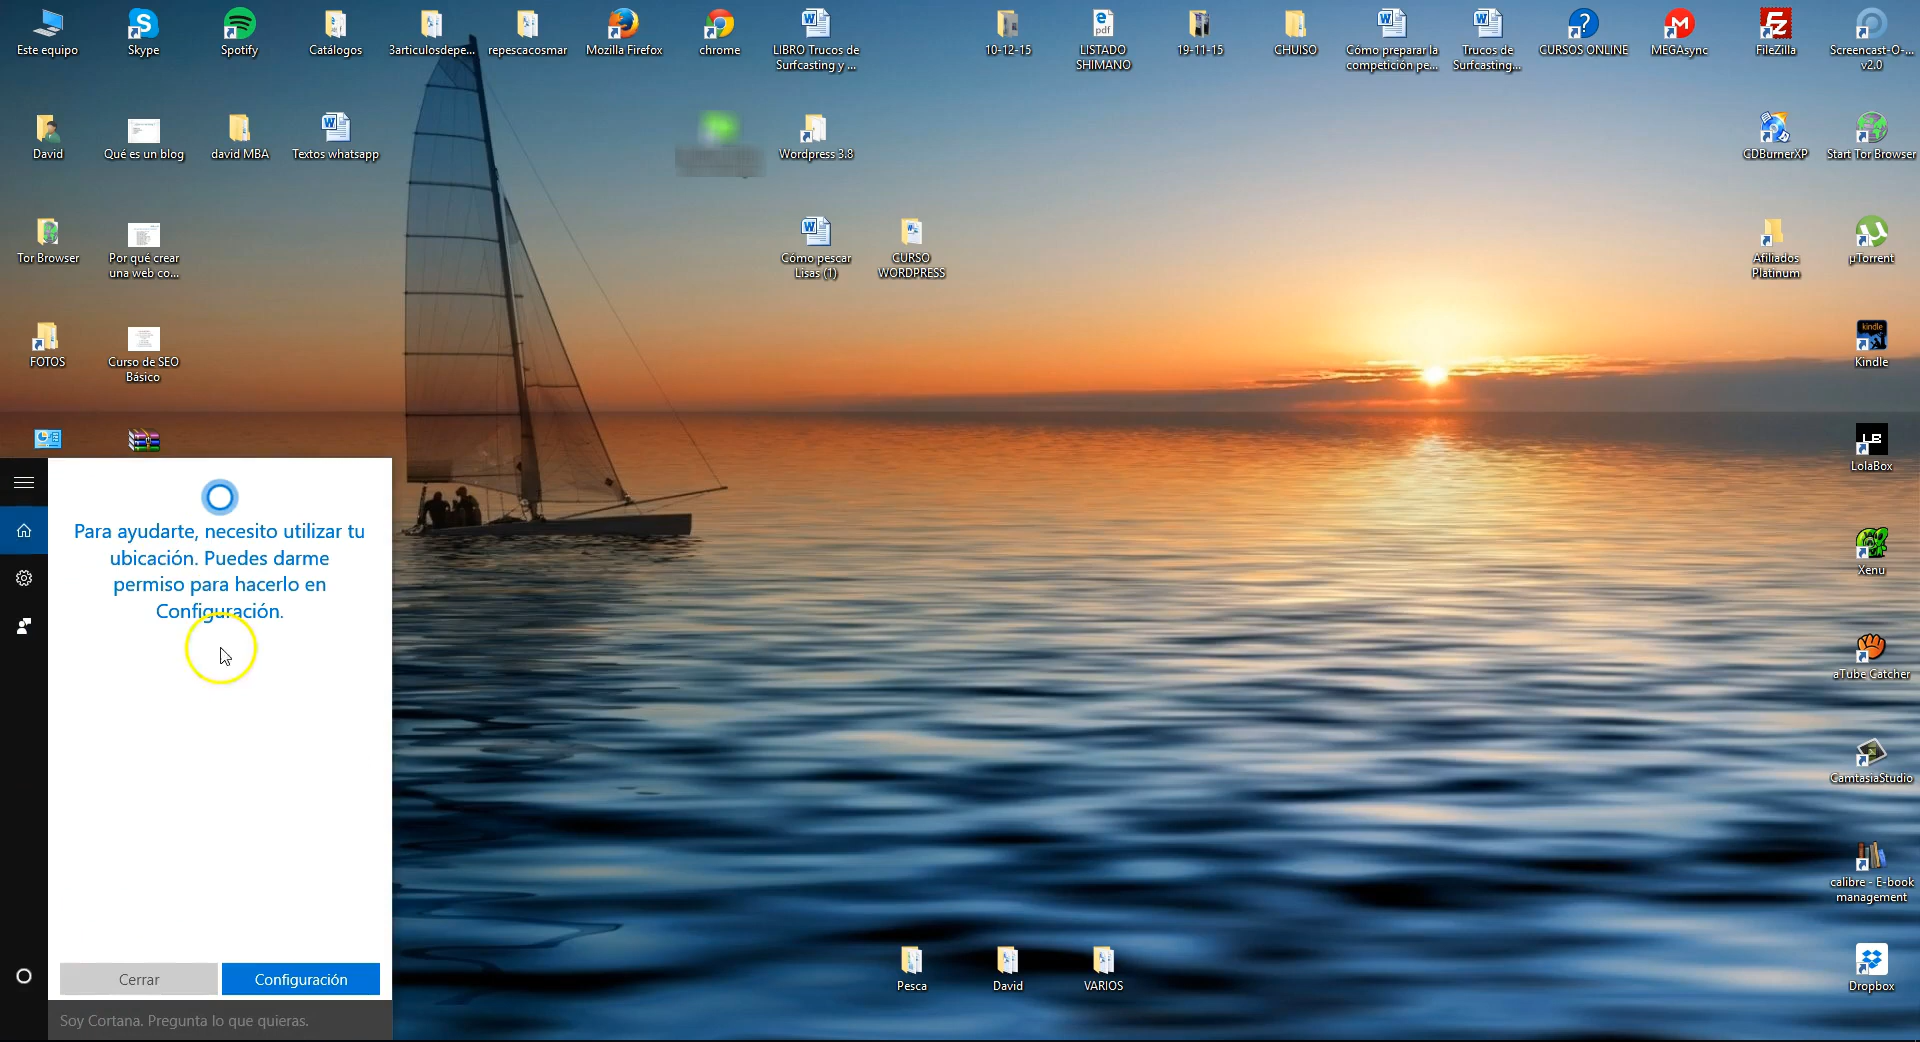 Este equipo
Skype
Spotify
Catálogos
3articulosdepe...
repescacosmar
Mozilla Firefox
chrome
LIBRO Trucos de
Surfcasting y ...
10-12-15
LISTADO
SHIMANO
19-11-15
CHUISO
Cómo preparar la
competición pe...
Trucos de
Surfcasting...
CURSOS ONLINE
MEGAsync
FileZilla
Screencast-O-...
v2.0
David
Qué es un blog
david MBA
Textos whatsapp
Wordpress 3.8
CDBurnerXP
Start Tor Browser
Tor Browser
Por qué crear
una web co...
Cómo pescar
Lisas (1)
CURSO
WORDPRESS
Afiliados
Platinum
µTorrent
FOTOS
Curso de SEO
Básico
kindle
Kindle
LB
LolaBox
Xenu
aTube Catcher
CamtasiaStudio
calibre - E-book
management
Pesca
David
VARIOS
Dropbox
Para ayudarte, necesito utilizar tu
ubicación. Puedes darme
permiso para hacerlo en
Configuración.
Cerrar
Configuración
Soy Cortana. Pregunta lo que quieras.